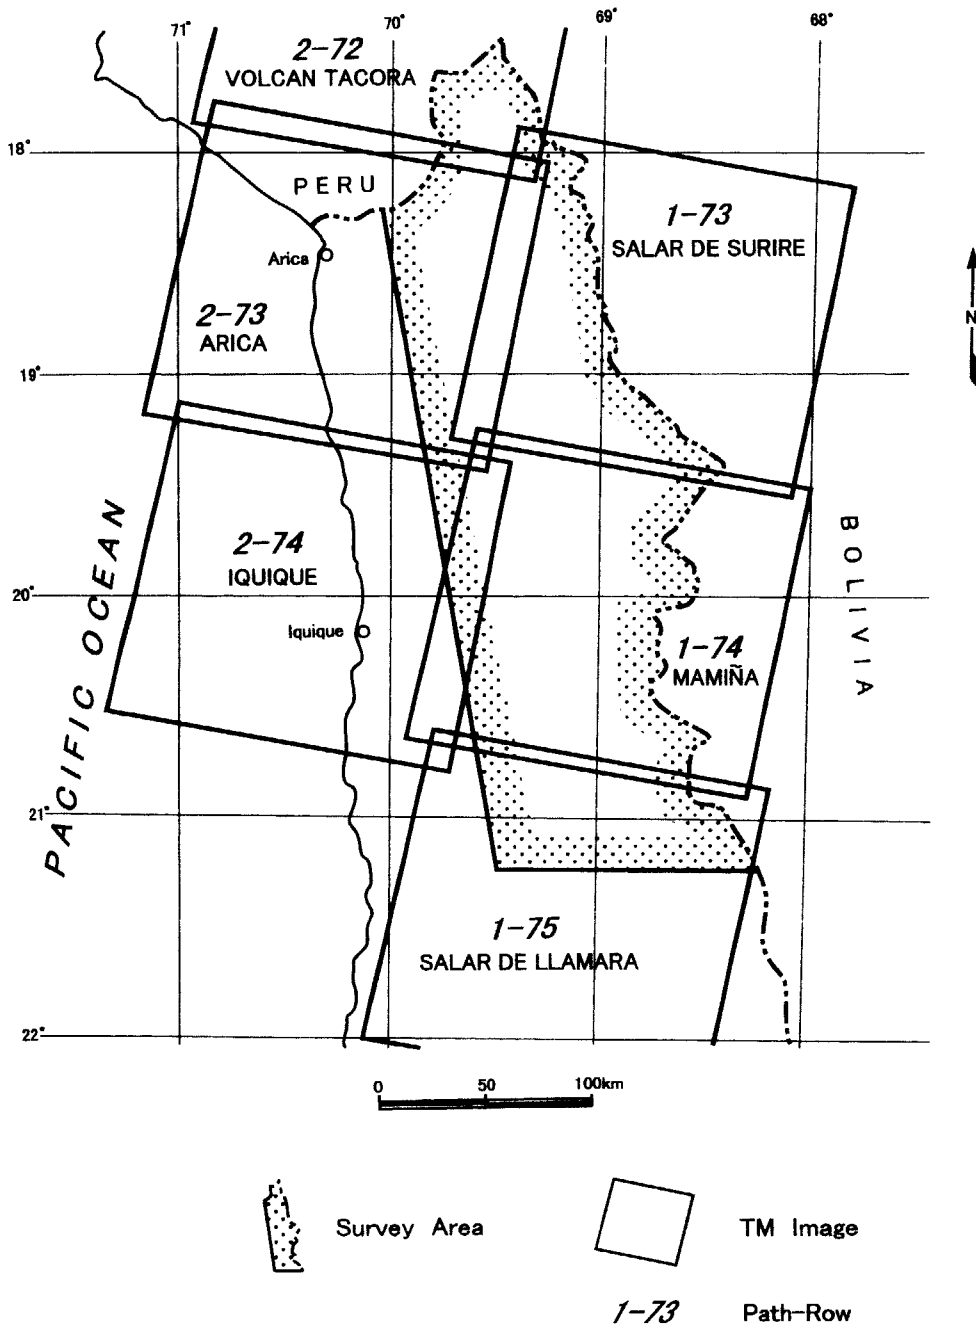 71°
70°
69°
68°
2-72
VOLCAN TACORA
18°
PERU
1-73
SALAR DE SURIRE
Arica
N
2-73
ARICA
19°
2-74
IQUIQUE
PACIFIC OCEAN
BOLIVIA
20°
Iquique
1-74
MAMIÑA
21°
1-75
SALAR DE LLAMARA
22°
0 50 100km
Survey Area
TM Image
1-73 Path-Row